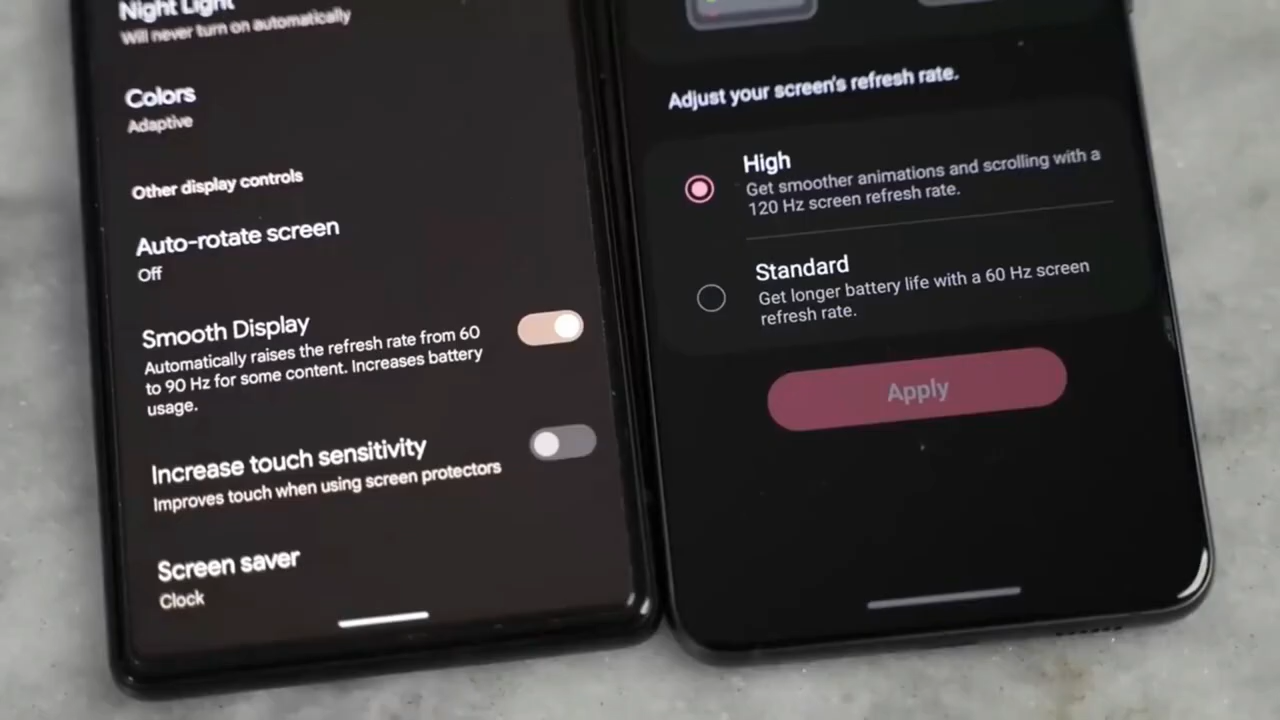 Night Light
Will never turn on automatically
Colors
Adaptive
Other display controls
Auto-rotate screen
Off
Smooth Display
Automatically raises the refresh rate from 60
to 90 Hz for some content. Increases battery
usage.
Increase touch sensitivity
Improves touch when using screen protectors
Screen saver
Clock
Adjust your screen's refresh rate.
High
Get smoother animations and scrolling with a
120 Hz screen refresh rate.
Standard
Get longer battery life with a 60 Hz screen
refresh rate.
Apply